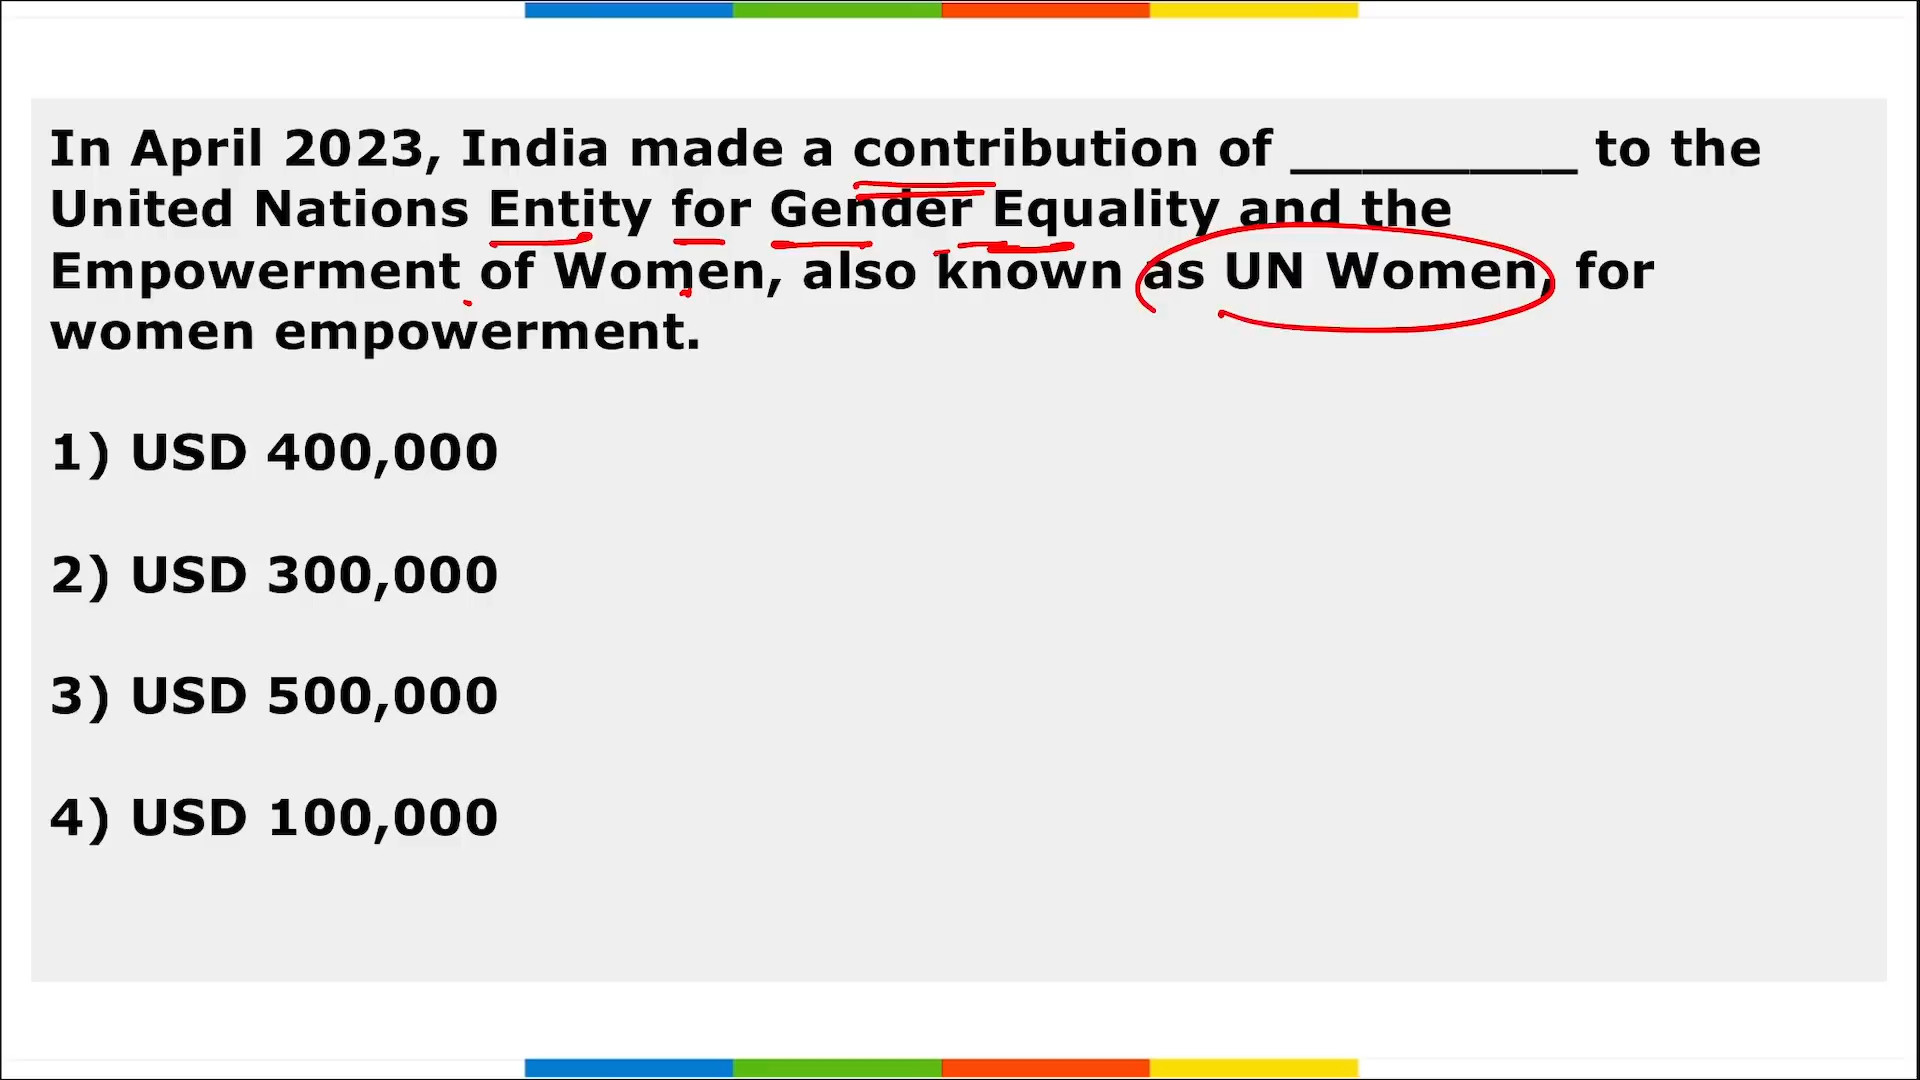 In April 2023, India made a contribution of _________ to the
United Nations Entity for Gender Equality and the
Empowerment of Women, also known as UN Women, for
women empowerment.
1) USD 400,000
2) USD 300,000
3) USD 500,000
4) USD 100,000